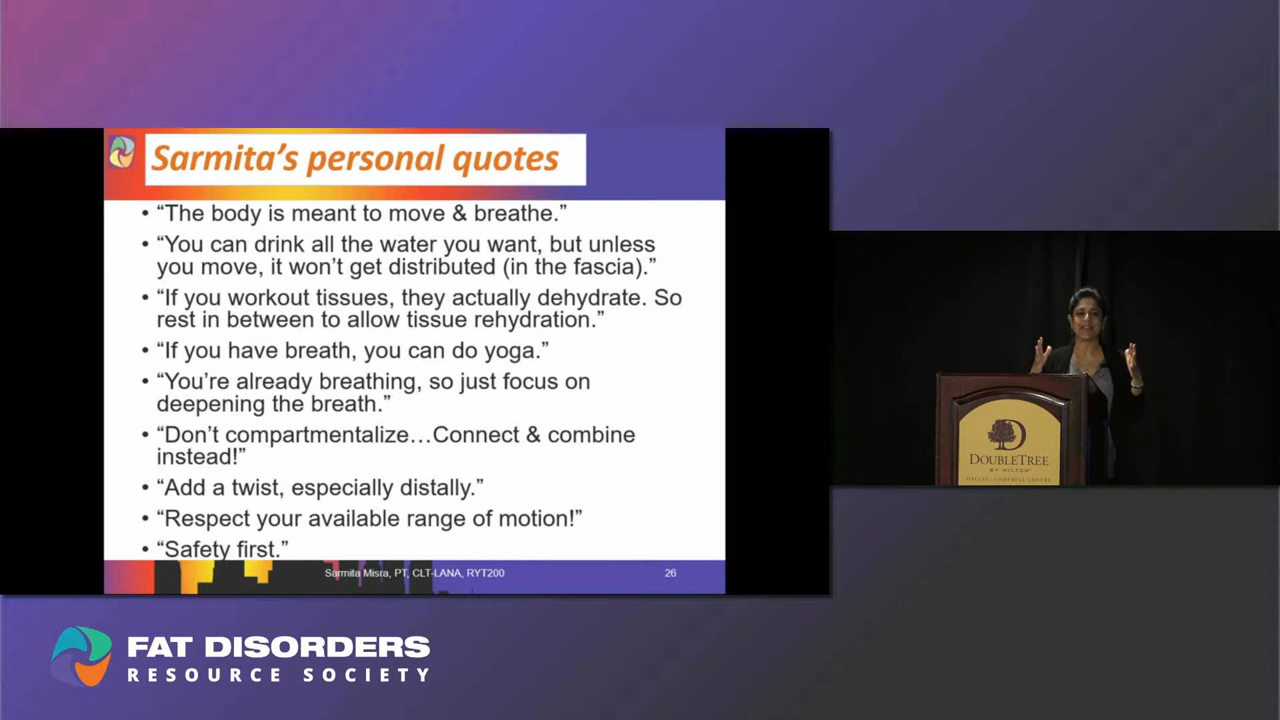 Sarmita’s personal quotes
• “The body is meant to move & breathe.”
• “You can drink all the water you want, but unless
you move, it won’t get distributed (in the fascia).”
• “If you workout tissues, they actually dehydrate. So
rest in between to allow tissue rehydration.”
• “If you have breath, you can do yoga.”
• “You’re already breathing, so just focus on
deepening the breath.”
• “Don’t compartmentalize…Connect & combine
instead!”
• “Add a twist, especially distally.”
• “Respect your available range of motion!”
• “Safety first.”
Sarmita Misra, PT, CLT-LANA, RYT200
26
D
DOUBLETREE
BY HILTON
DALLAS - CAMPBELL CENTRE
FAT DISORDERS
RESOURCE SOCIETY